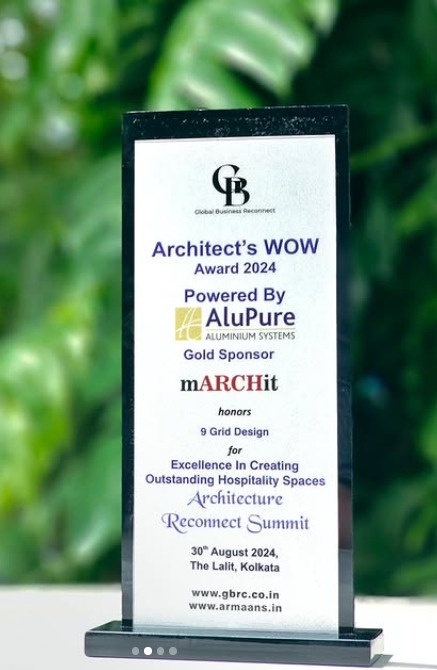 GB
Global Business Reconnect
Architect's WOW
Award 2024
Powered By
AluPure
ALUMINIUM SYSTEMS
Gold Sponsor
mARCHit
honors
9 Grid Design
for
Excellence In Creating
Outstanding Hospitality Spaces
Architecture
Reconnect Summit
30th August 2024,
The Lalit, Kolkata
www.gbrc.co.in
www.armaans.in